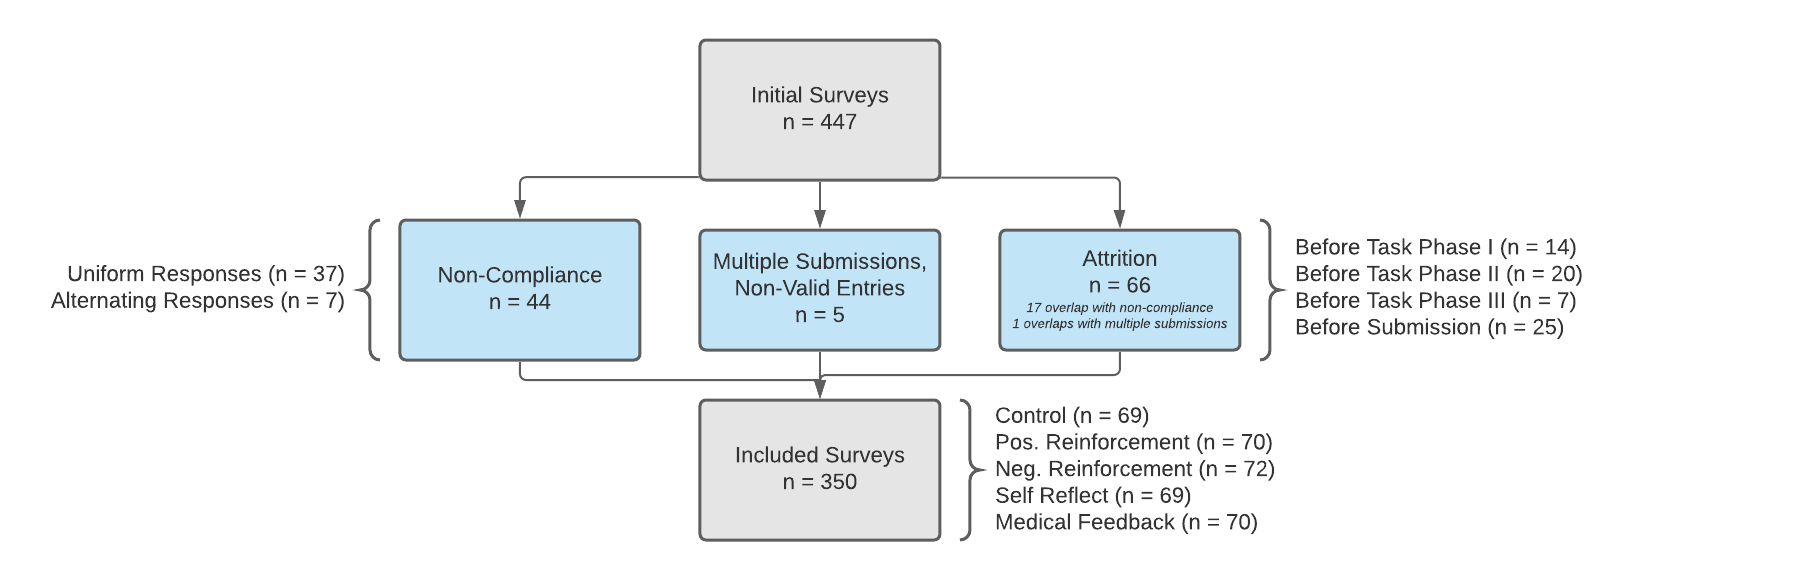 Initial Surveys
n = 447
Uniform Responses (n = 37)
Alternating Responses (n = 7)
Non-Compliance
n = 44
Multiple Submissions,
Non-Valid Entries
n = 5
Attrition
n = 66
17 overlap with non-compliance
1 overlaps with multiple submissions
Before Task Phase I (n = 14)
Before Task Phase II (n = 20)
Before Task Phase III (n = 7)
Before Submission (n = 25)
Included Surveys
n = 350
Control (n = 69)
Pos. Reinforcement (n = 70)
Neg. Reinforcement (n = 72)
Self Reflect (n = 69)
Medical Feedback (n = 70)